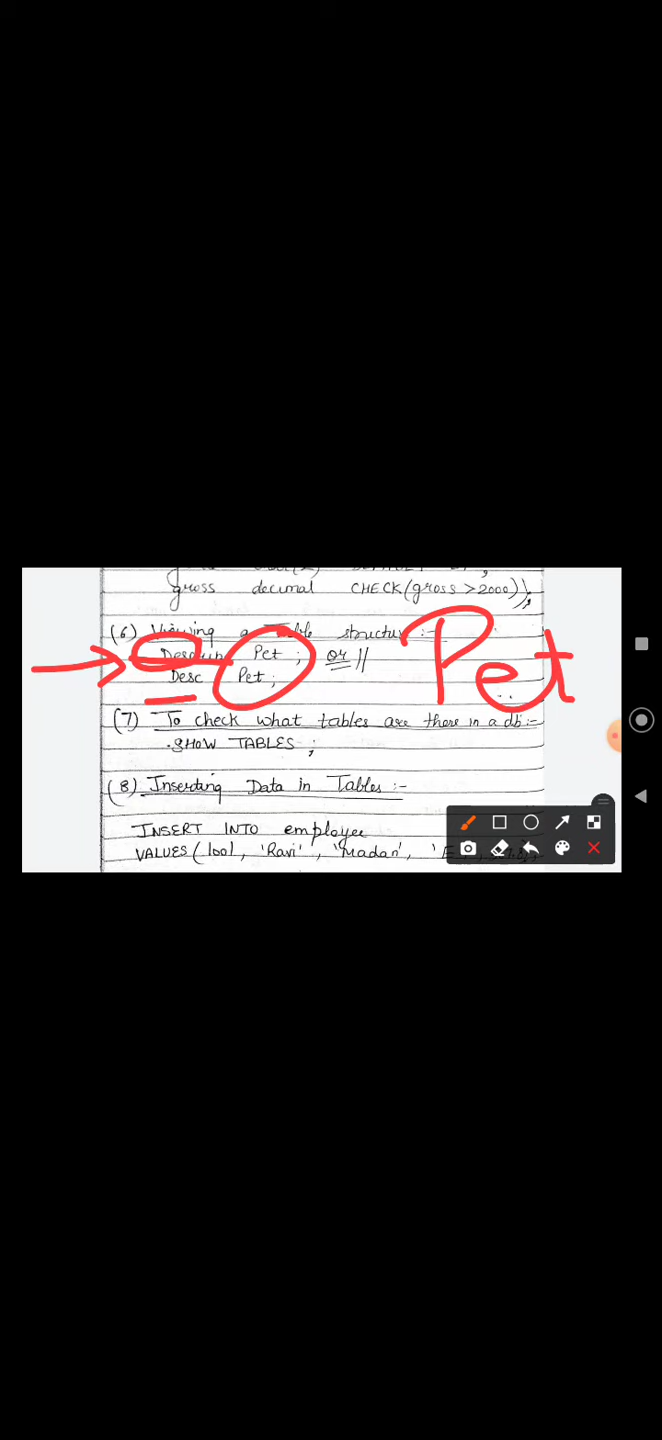 gross decimal CHECK(gross >2000));
(6) Viewing a Table structure :-
Describe Pet ; or ||
Desc Pet ;
Pet
(7) To check what tables are there in a db:-
SHOW TABLES ;
(8) Inserting Data in Tables :-
INSERT INTO employee
VALUES ( 1001, 'Ravi' , 'Madan', 'E